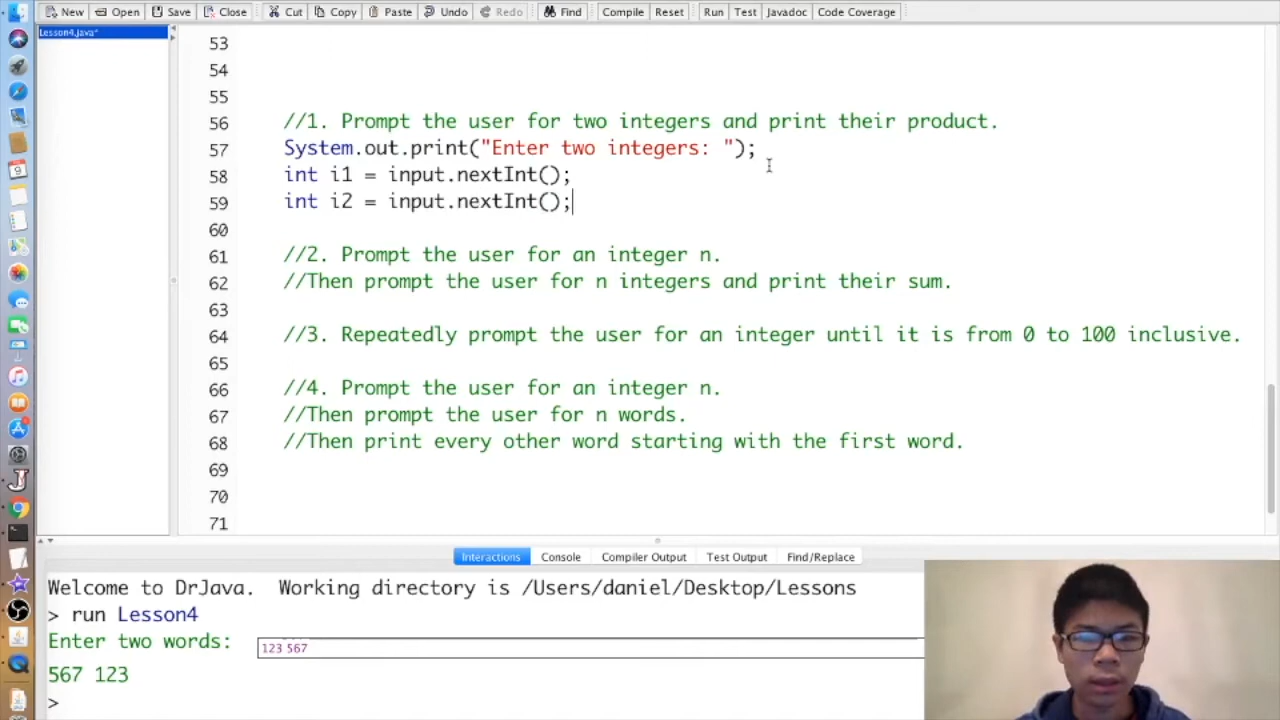 New Open Save Close Cut Copy Paste Undo Redo Find Compile Reset Run Test Javadoc Code Coverage
Lesson4.java*
53
54
55
56 //1. Prompt the user for two integers and print their product.
57 System.out.print("Enter two integers: ");
58 int i1 = input.nextInt();
59 int i2 = input.nextInt();
60
61 //2. Prompt the user for an integer n.
62 //Then prompt the user for n integers and print their sum.
63
64 //3. Repeatedly prompt the user for an integer until it is from 0 to 100 inclusive.
65
66 //4. Prompt the user for an integer n.
67 //Then prompt the user for n words.
68 //Then print every other word starting with the first word.
69
70
71
Interactions Console Compiler Output Test Output Find/Replace
Welcome to DrJava. Working directory is /Users/daniel/Desktop/Lessons
> run Lesson4
Enter two words: 123 567
567 123
>